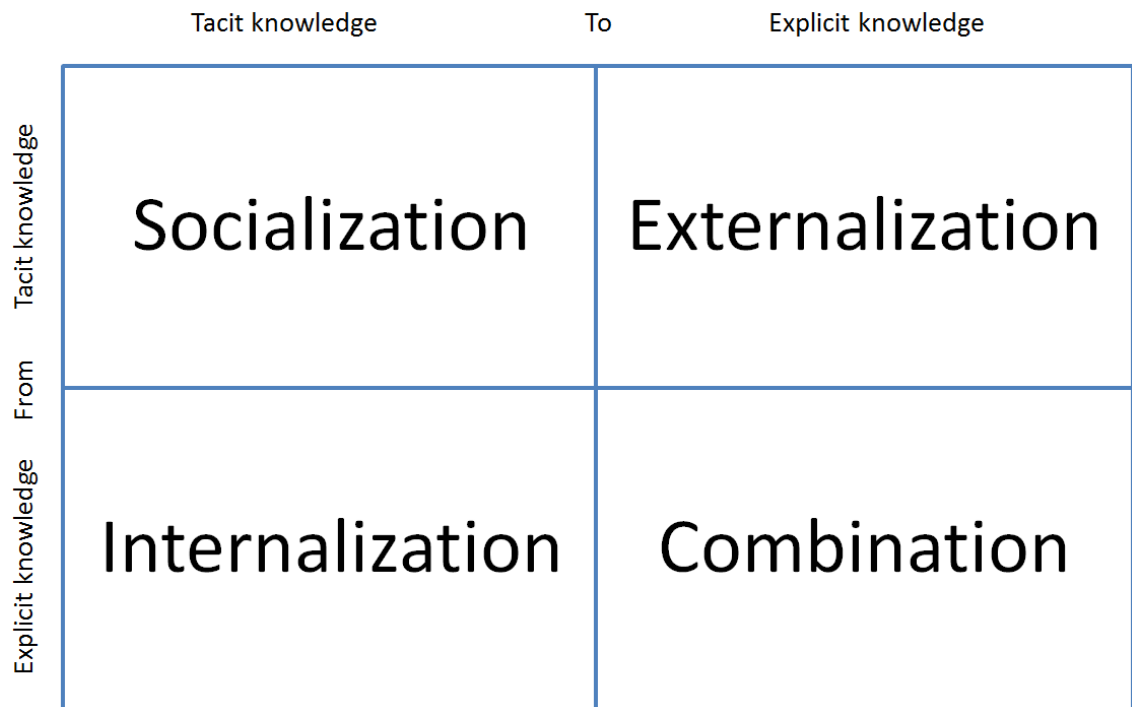 Tacit knowledge To Explicit knowledge
Tacit knowledge
Socialization Externalization
From
Explicit knowledge
Internalization Combination